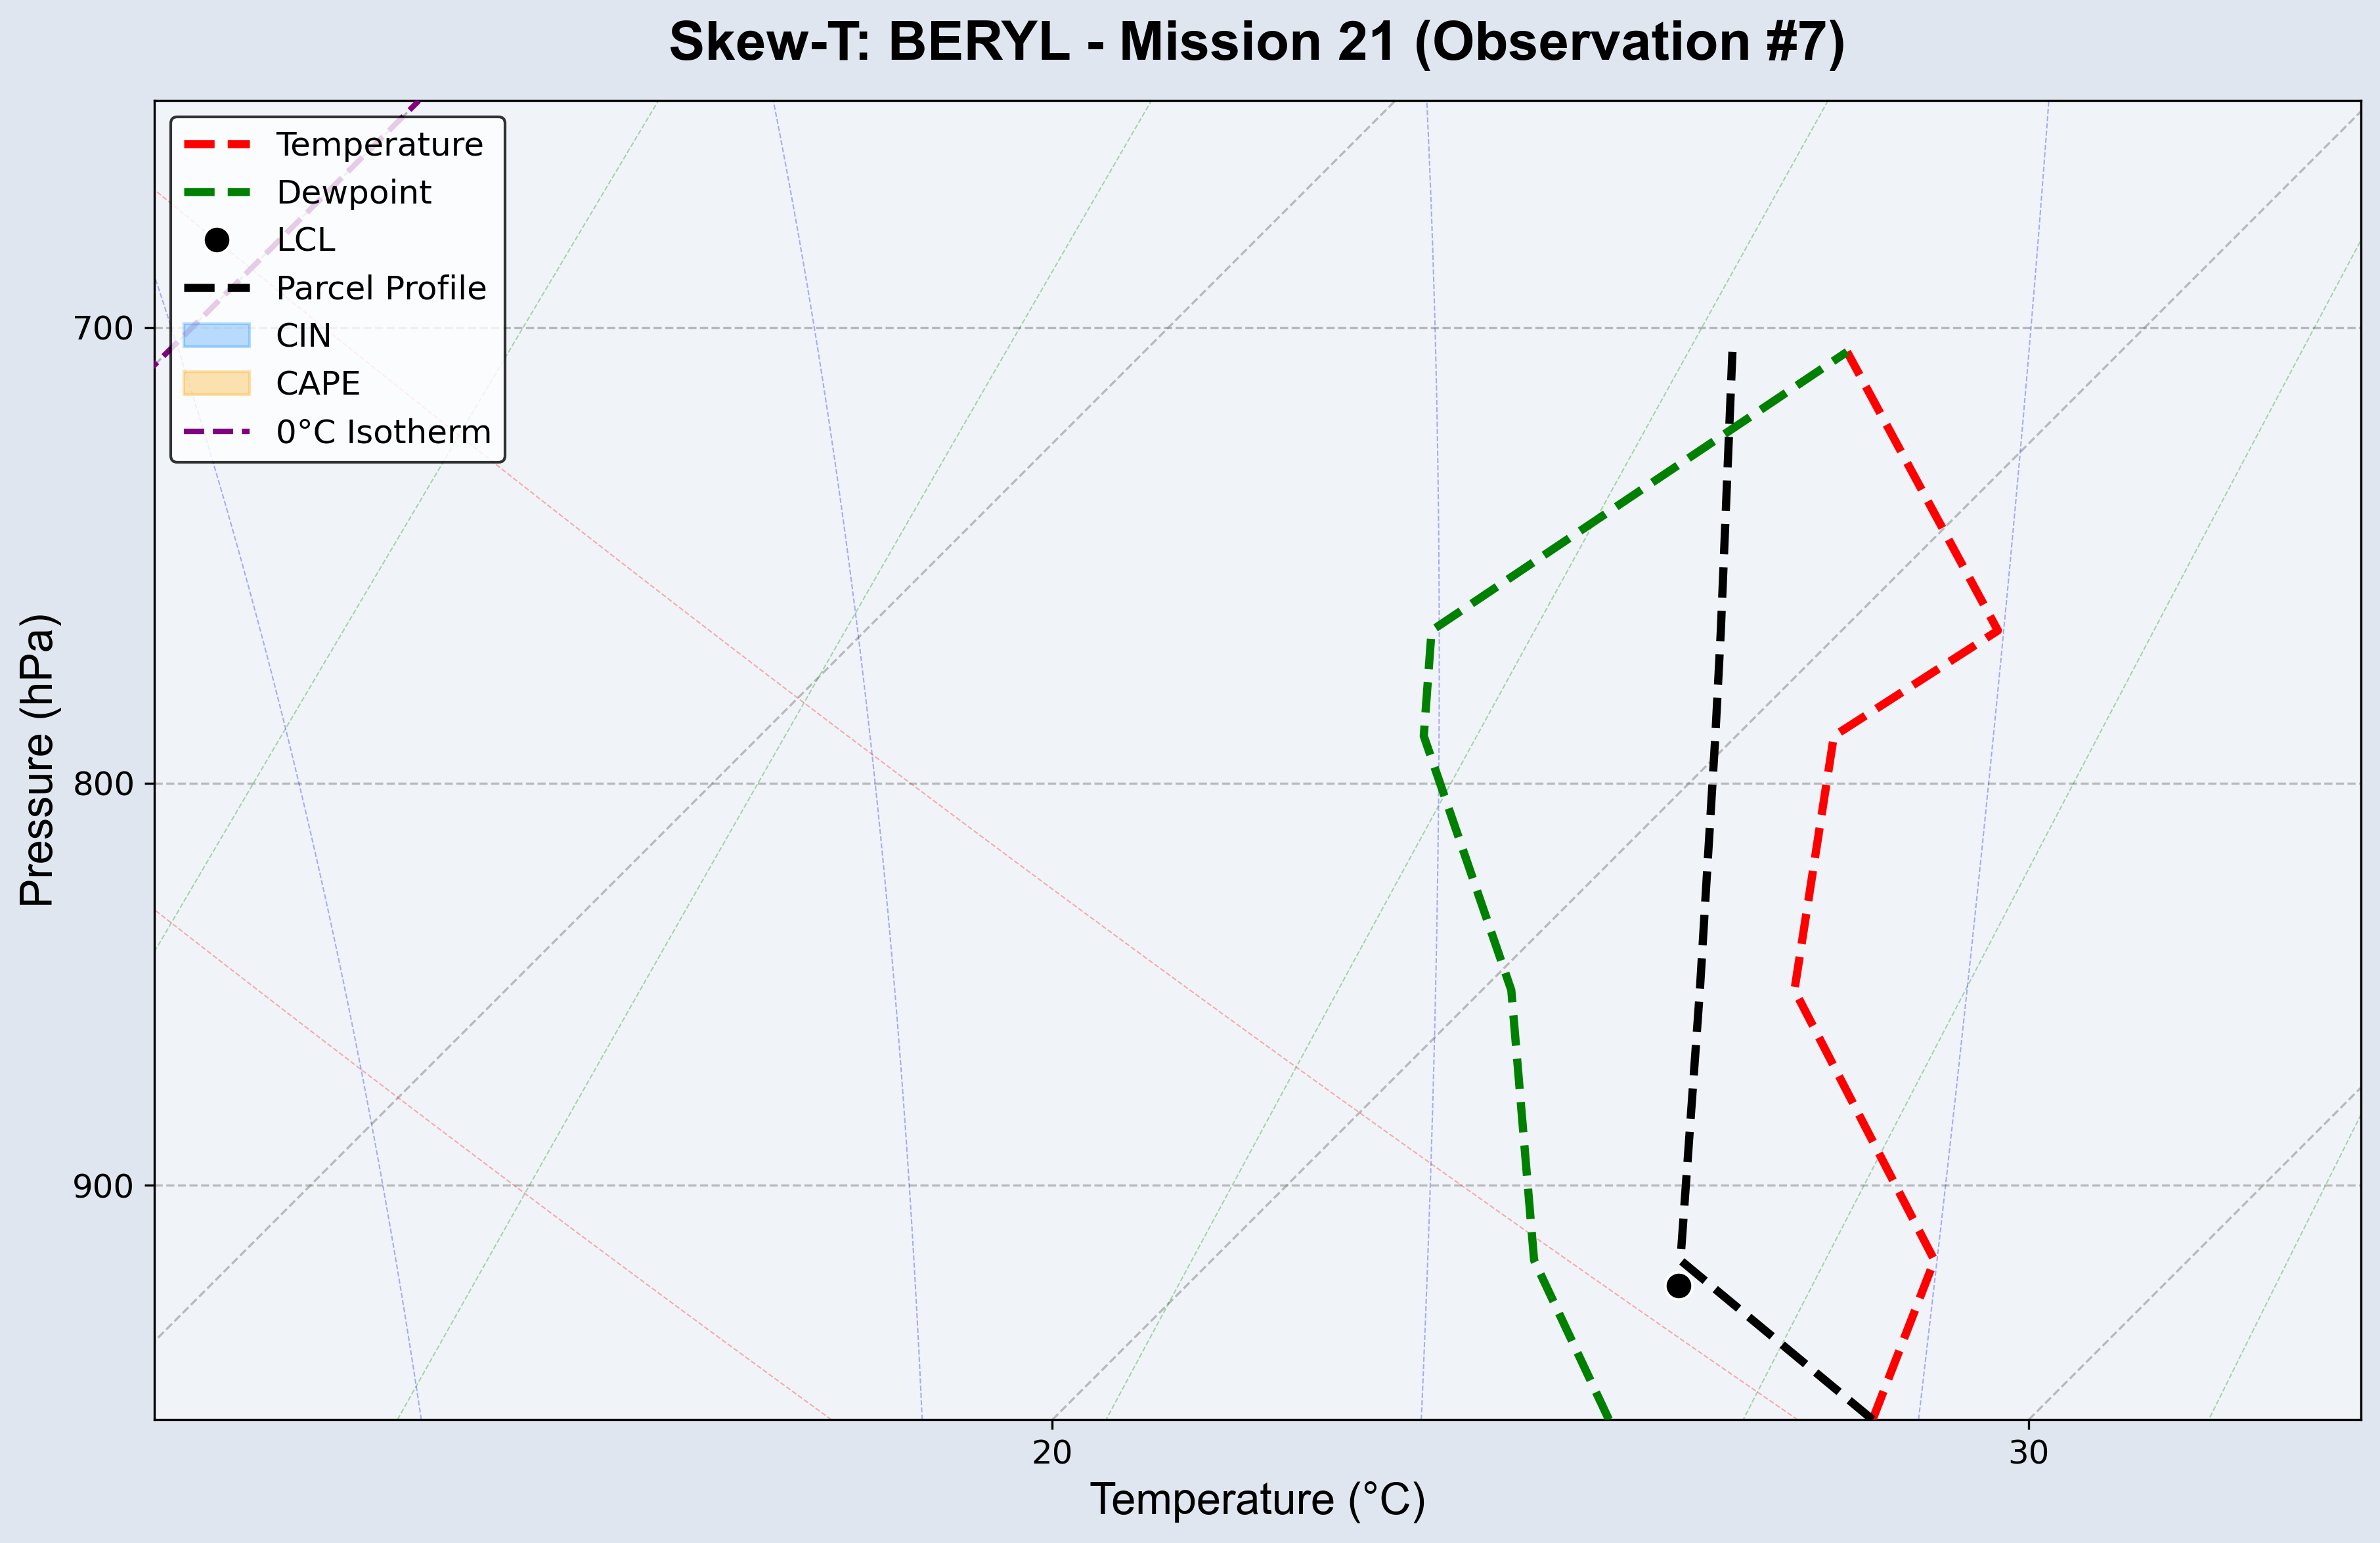 Skew-T: BERYL - Mission 21 (Observation #7)
Temperature
Dewpoint
LCL
Parcel Profile
CIN
CAPE
0°C Isotherm
Pressure (hPa)
700
800
900
20
30
Temperature (°C)